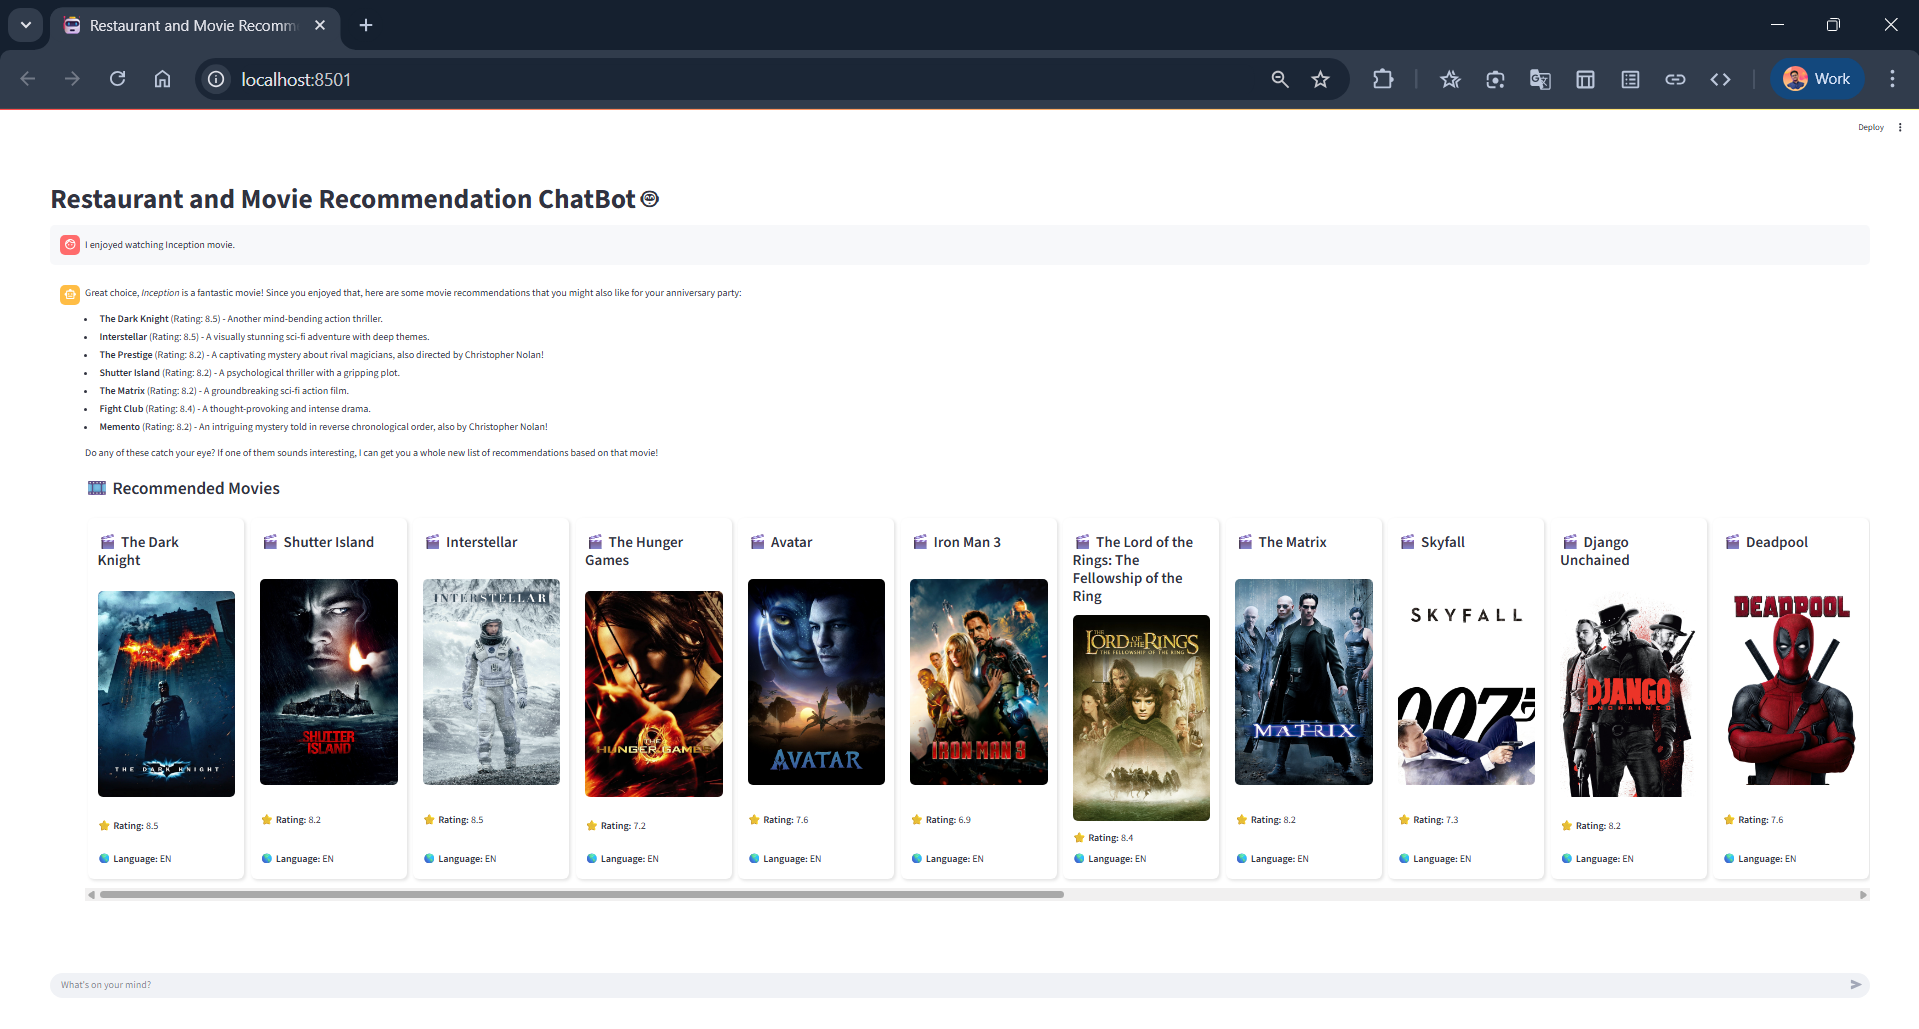 Restaurant and Movie Recomm
localhost:8501
Work
Deploy
Restaurant and Movie Recommendation ChatBot
I enjoyed watching Inception movie.
Great choice, Inception is a fantastic movie! Since you enjoyed that, here are some movie recommendations that you might also like for your anniversary party:
• The Dark Knight (Rating: 8.5) - Another mind-bending action thriller.
• Interstellar (Rating: 8.5) - A visually stunning sci-fi adventure with deep themes.
• The Prestige (Rating: 8.2) - A captivating mystery about rival magicians, also directed by Christopher Nolan!
• Shutter Island (Rating: 8.2) - A psychological thriller with a gripping plot.
• The Matrix (Rating: 8.2) - A groundbreaking sci-fi action film.
• Fight Club (Rating: 8.4) - A thought-provoking and intense drama.
• Memento (Rating: 8.2) - An intriguing mystery told in reverse chronological order, also by Christopher Nolan!
Do any of these catch your eye? If one of them sounds interesting, I can get you a whole new list of recommendations based on that movie!
Recommended Movies
The Dark
Knight
THE DARK KNIGHT
Rating: 8.5
Language: EN
Shutter Island
SHUTTER
ISLAND
Rating: 8.2
Language: EN
Interstellar
INTERSTELLAR
Rating: 8.5
Language: EN
The Hunger
Games
THE
HUNGER GAMES
Rating: 7.2
Language: EN
Avatar
AVATAR
Rating: 7.6
Language: EN
Iron Man 3
IRON MAN 3
Rating: 6.9
Language: EN
The Lord of the
Rings: The
Fellowship of the
Ring
THE
LORD OF THE RINGS
THE FELLOWSHIP OF THE RING
Rating: 8.4
Language: EN
The Matrix
THE
MATRIX
Rating: 8.2
Language: EN
Skyfall
SKYFALL
007
Rating: 7.3
Language: EN
Django
Unchained
DJANGO
UNCHAINED
Rating: 8.2
Language: EN
Deadpool
DEADPOOL
Rating: 7.6
Language: EN
What's on your mind?